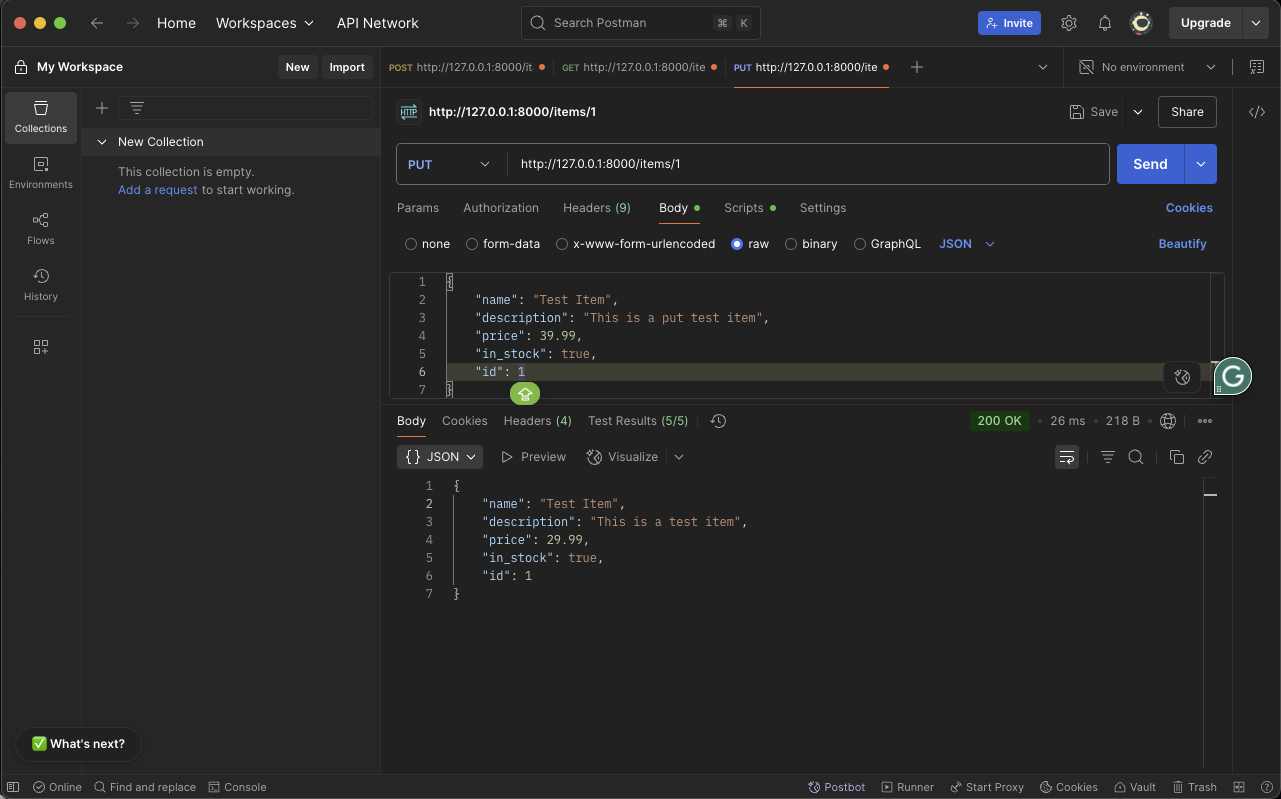 Home Workspaces API Network Search Postman ⌘ K Invite Upgrade
My Workspace New Import POST http://127.0.0.1:8000/it GET http://127.0.0.1:8000/ite PUT http://127.0.0.1:8000/ite No environment
Collections
Environments
Flows
History
New Collection
This collection is empty.
Add a request to start working.
HTTP http://127.0.0.1:8000/items/1 Save Share
PUT http://127.0.0.1:8000/items/1 Send
Params Authorization Headers (9) Body Scripts Settings Cookies
none form-data x-www-form-urlencoded raw binary GraphQL JSON Beautify
1 {
2 "name": "Test Item",
3 "description": "This is a put test item",
4 "price": 39.99,
5 "in_stock": true,
6 "id": 1
7 }
G
Body Cookies Headers (4) Test Results (5/5) 200 OK • 26 ms • 218 B
{} JSON Preview Visualize
1 {
2 "name": "Test Item",
3 "description": "This is a test item",
4 "price": 29.99,
5 "in_stock": true,
6 "id": 1
7 }
✅ What's next?
Online Find and replace Console Postbot Runner Start Proxy Cookies Vault Trash